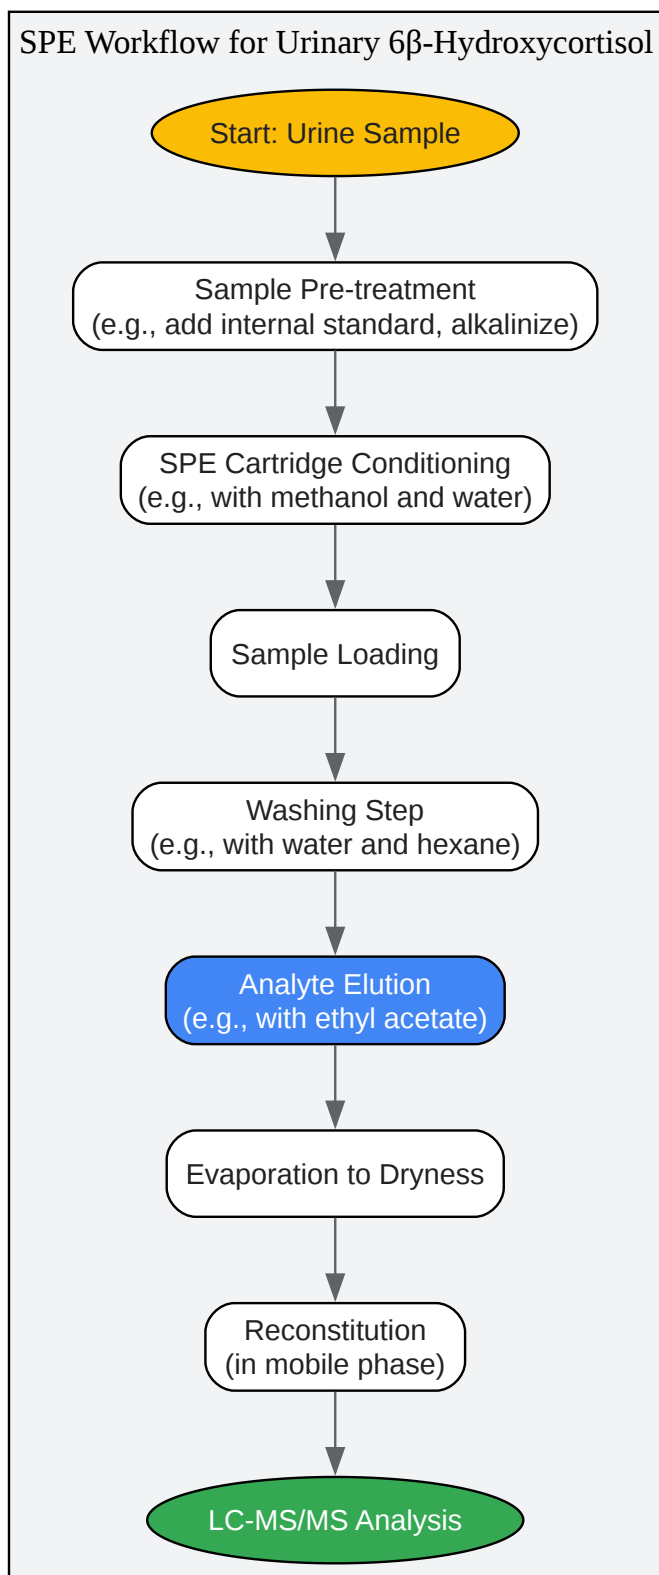 SPE Workflow for Urinary 6β-Hydroxycortisol
Start: Urine Sample
Sample Pre-treatment
(e.g., add internal standard, alkalinize)
SPE Cartridge Conditioning
(e.g., with methanol and water)
Sample Loading
Washing Step
(e.g., with water and hexane)
Analyte Elution
(e.g., with ethyl acetate)
Evaporation to Dryness
Reconstitution
(in mobile phase)
LC-MS/MS Analysis